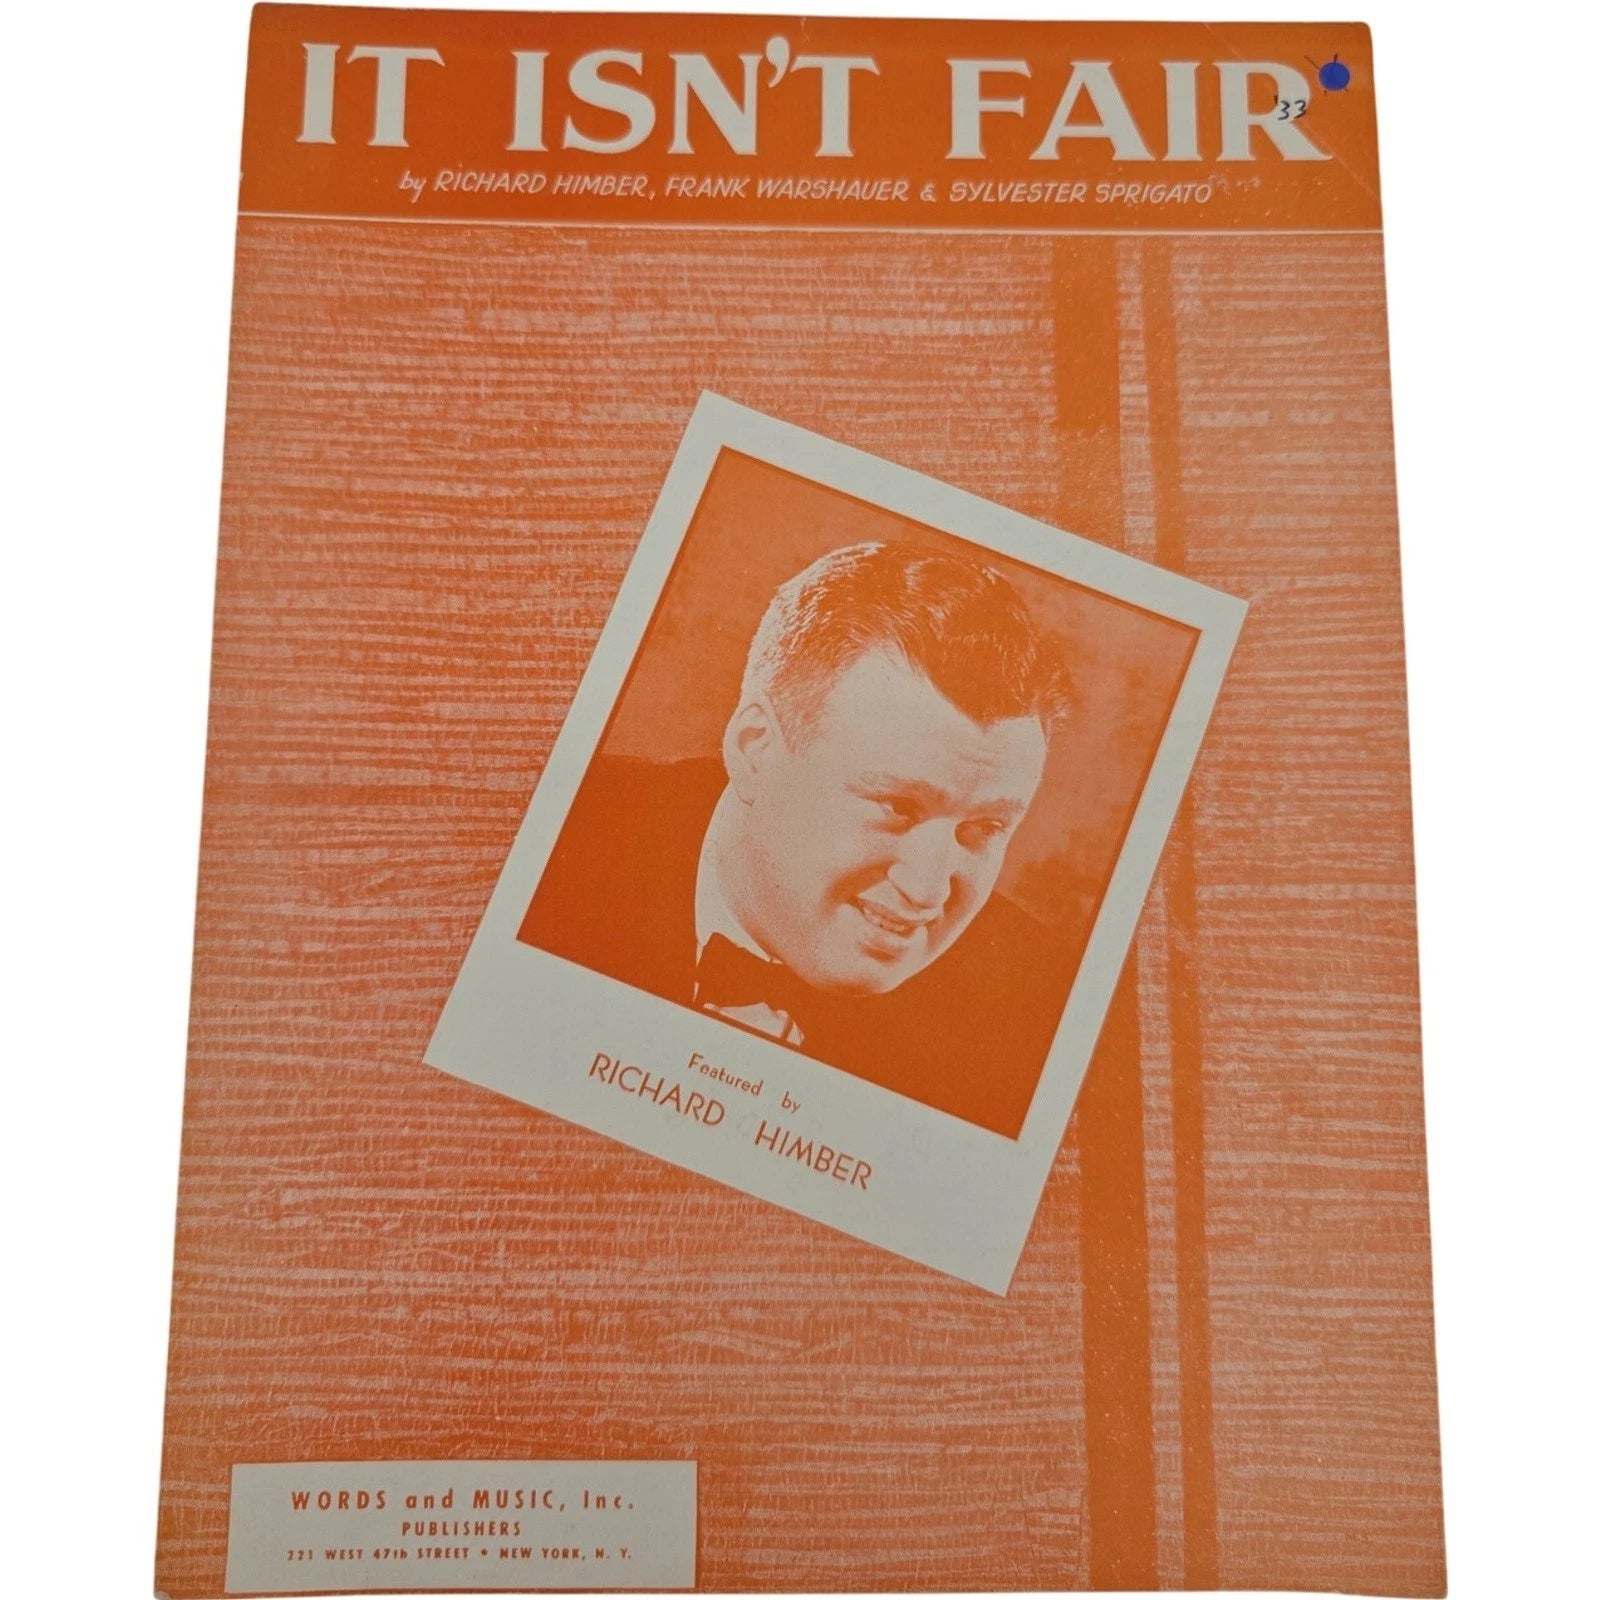 IT ISN'T FAIR
'33
by RICHARD HIMBER, FRANK WARSHAUER & SYLVESTER SPRIGATO
Featured by
RICHARD HIMBER
WORDS and MUSIC, Inc.
PUBLISHERS
221 WEST 47th STREET • NEW YORK, N. Y.